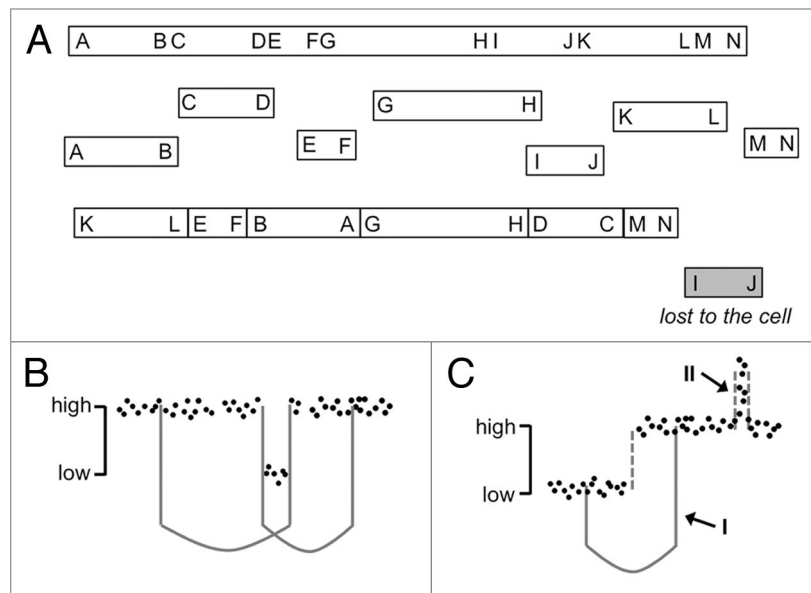 A
A BC DE FG HI JK LM N
C D
G H
K L
A B
E F
I J
M N
K L E F B A G H D C M N
I J
lost to the cell
B
high
low
C
II
high
low
I